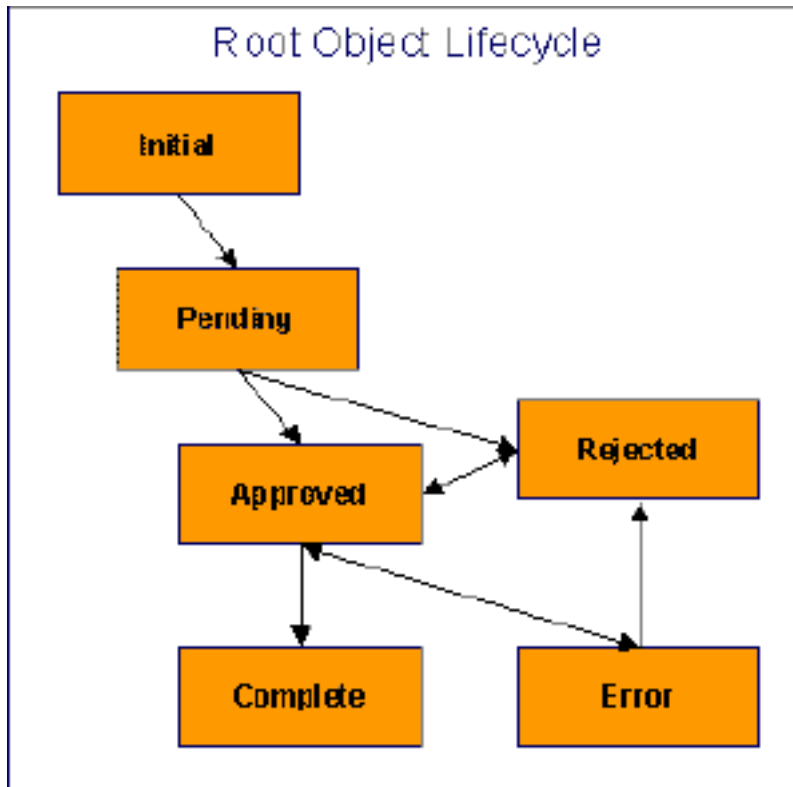 Root Object Lifecycle
Initial
Pending
Rejected
Approved
Complete
Error